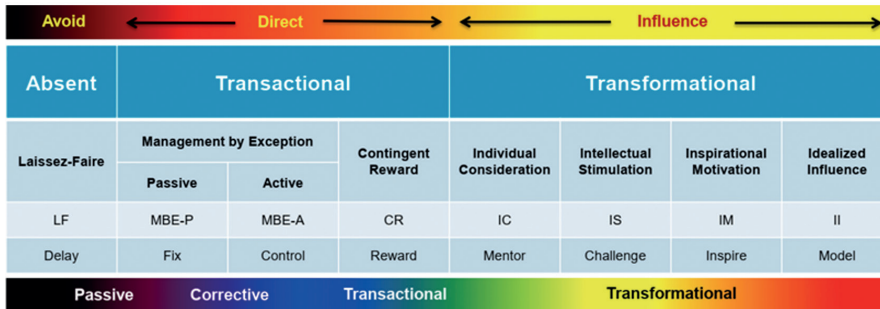 Avoid Direct Influence
Absent Transactional Transformational
Laissez-Faire
Management by Exception
Passive Active
Contingent
Reward
Individual
Consideration
Intellectual
Stimulation
Inspirational
Motivation
Idealized
Influence
LF MBE-P MBE-A CR IC IS IM II
Delay Fix Control Reward Mentor Challenge Inspire Model
Passive Corrective Transactional Transformational